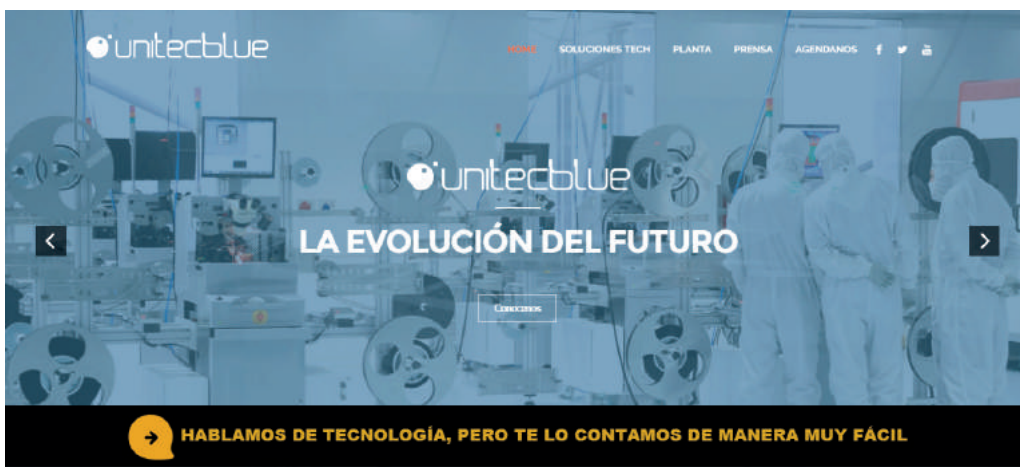 unitecblue
HOME SOLUCIONES TECH PLANTA PRENSA AGENDANOS
unitecblue
LA EVOLUCIÓN DEL FUTURO
Conocenos
HABLAMOS DE TECNOLOGÍA, PERO TE LO CONTAMOS DE MANERA MUY FÁCIL